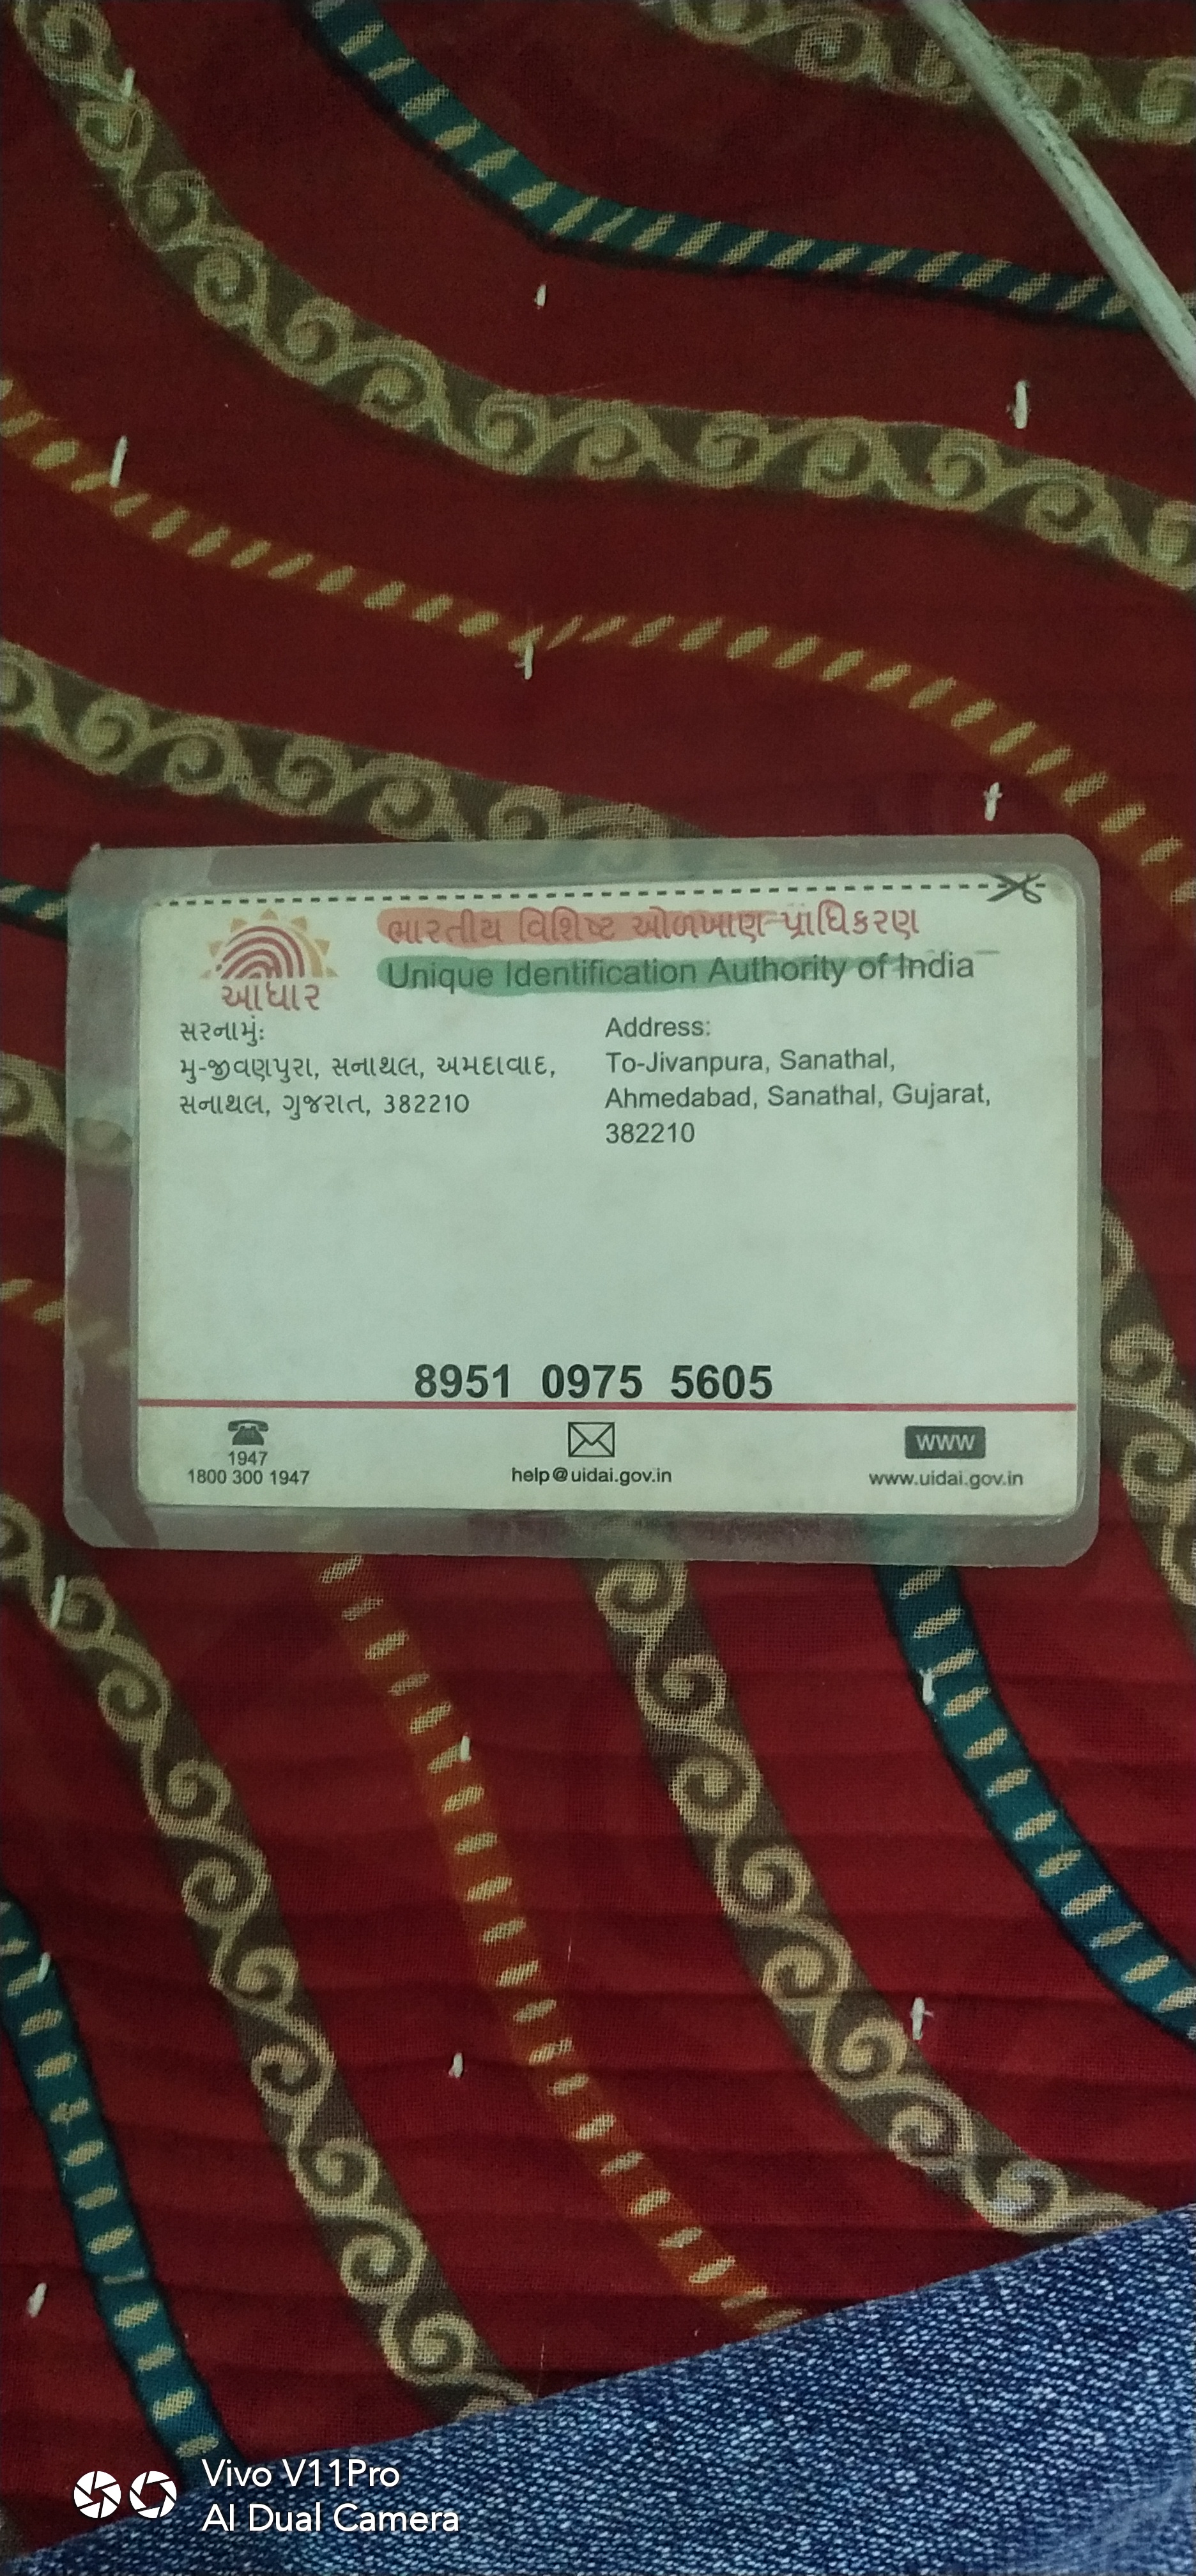 ભારતીય વિશિષ્ટ ઓળખાણ પ્રાધિકરણ
Unique Identification Authority of India
આધાર
સરનામું:
મુ-જીવણપુરા, સનાથલ, અમદાવાદ,
સનાથલ, ગુજરાત, 382210
Address:
To-Jivanpura, Sanathal,
Ahmedabad, Sanathal, Gujarat,
382210
8951 0975 5605
1947
1800 300 1947
help@uidai.gov.in
www
www.uidai.gov.in
Vivo V11Pro
AI Dual Camera